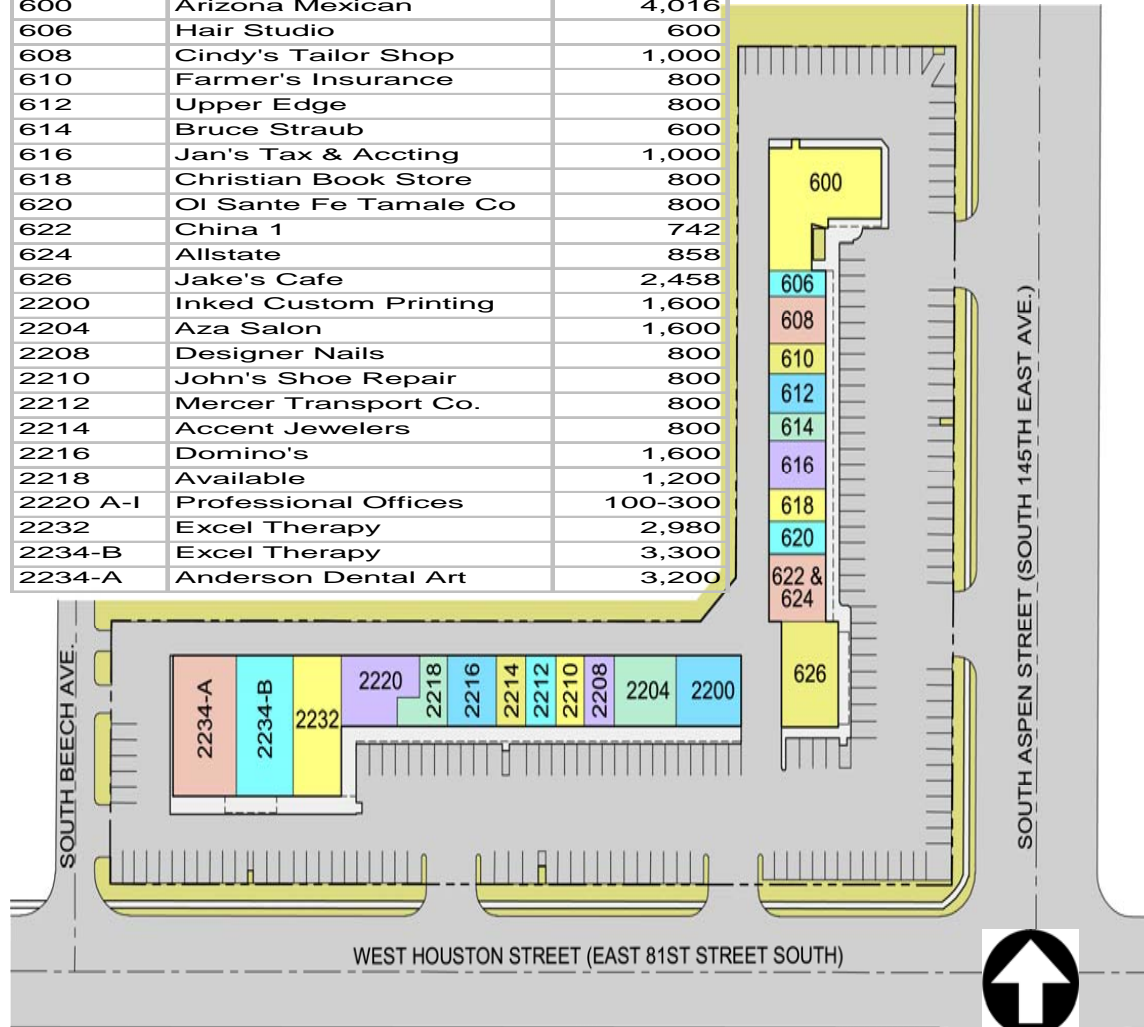 600 Arizona Mexican 4,016
606 Hair Studio 600
608 Cindy's Tailor Shop 1,000
610 Farmer's Insurance 800
612 Upper Edge 800
614 Bruce Straub 600
616 Jan's Tax & Accting 1,000
618 Christian Book Store 800
620 Ol Sante Fe Tamale Co 800
622 China 1 742
624 Allstate 858
626 Jake's Cafe 2,458
2200 Inked Custom Printing 1,600
2204 Aza Salon 1,600
2208 Designer Nails 800
2210 John's Shoe Repair 800
2212 Mercer Transport Co. 800
2214 Accent Jewelers 800
2216 Domino's 1,600
2218 Available 1,200
2220 A-I Professional Offices 100-300
2232 Excel Therapy 2,980
2234-B Excel Therapy 3,300
2234-A Anderson Dental Art 3,200
600
606
608
610
612
614
616
618
620
622 &
624
626
2234-A
2234-B
2232
2220
2218
2216
2214
2212
2210
2208
2204
2200
SOUTH BEECH AVE.
SOUTH ASPEN STREET (SOUTH 145TH EAST AVE.)
WEST HOUSTON STREET (EAST 81ST STREET SOUTH)